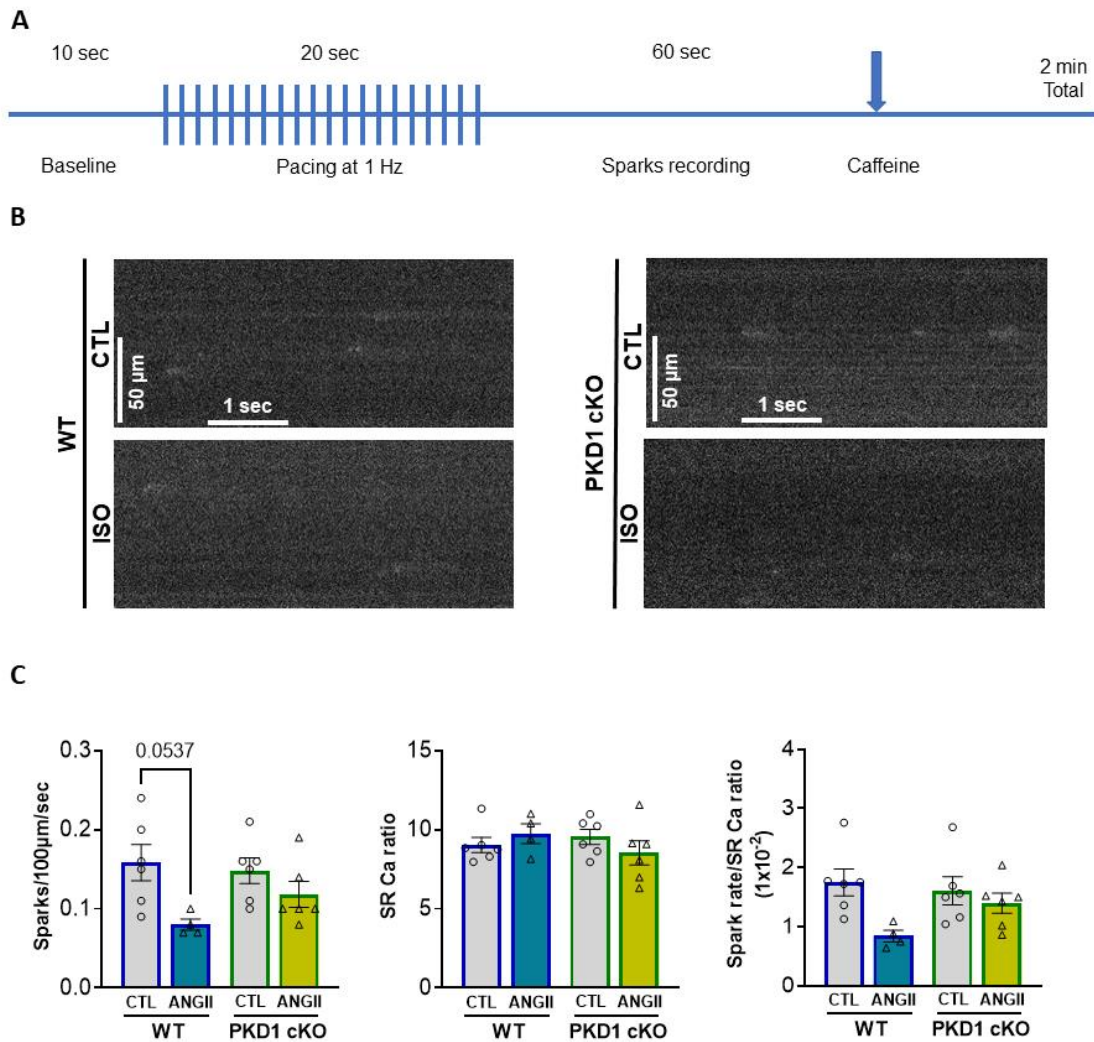 A
10 sec
20 sec
60 sec
2 min
Total
Baseline
Pacing at 1 Hz
Sparks recording
Caffeine
B
WT
CTL
50 µm
1 sec
ISO
PKD1 cKO
CTL
50 µm
1 sec
ISO
C
Sparks/100µm/sec
0.3
0.2
0.1
0.0
0.0537
CTL ANGII CTL ANGII
WT PKD1 cKO
SR Ca ratio
15
10
5
0
CTL ANGII CTL ANGII
WT PKD1 cKO
Spark rate/SR Ca ratio
(1x10⁻²)
4
3
2
1
0
CTL ANGII CTL ANGII
WT PKD1 cKO